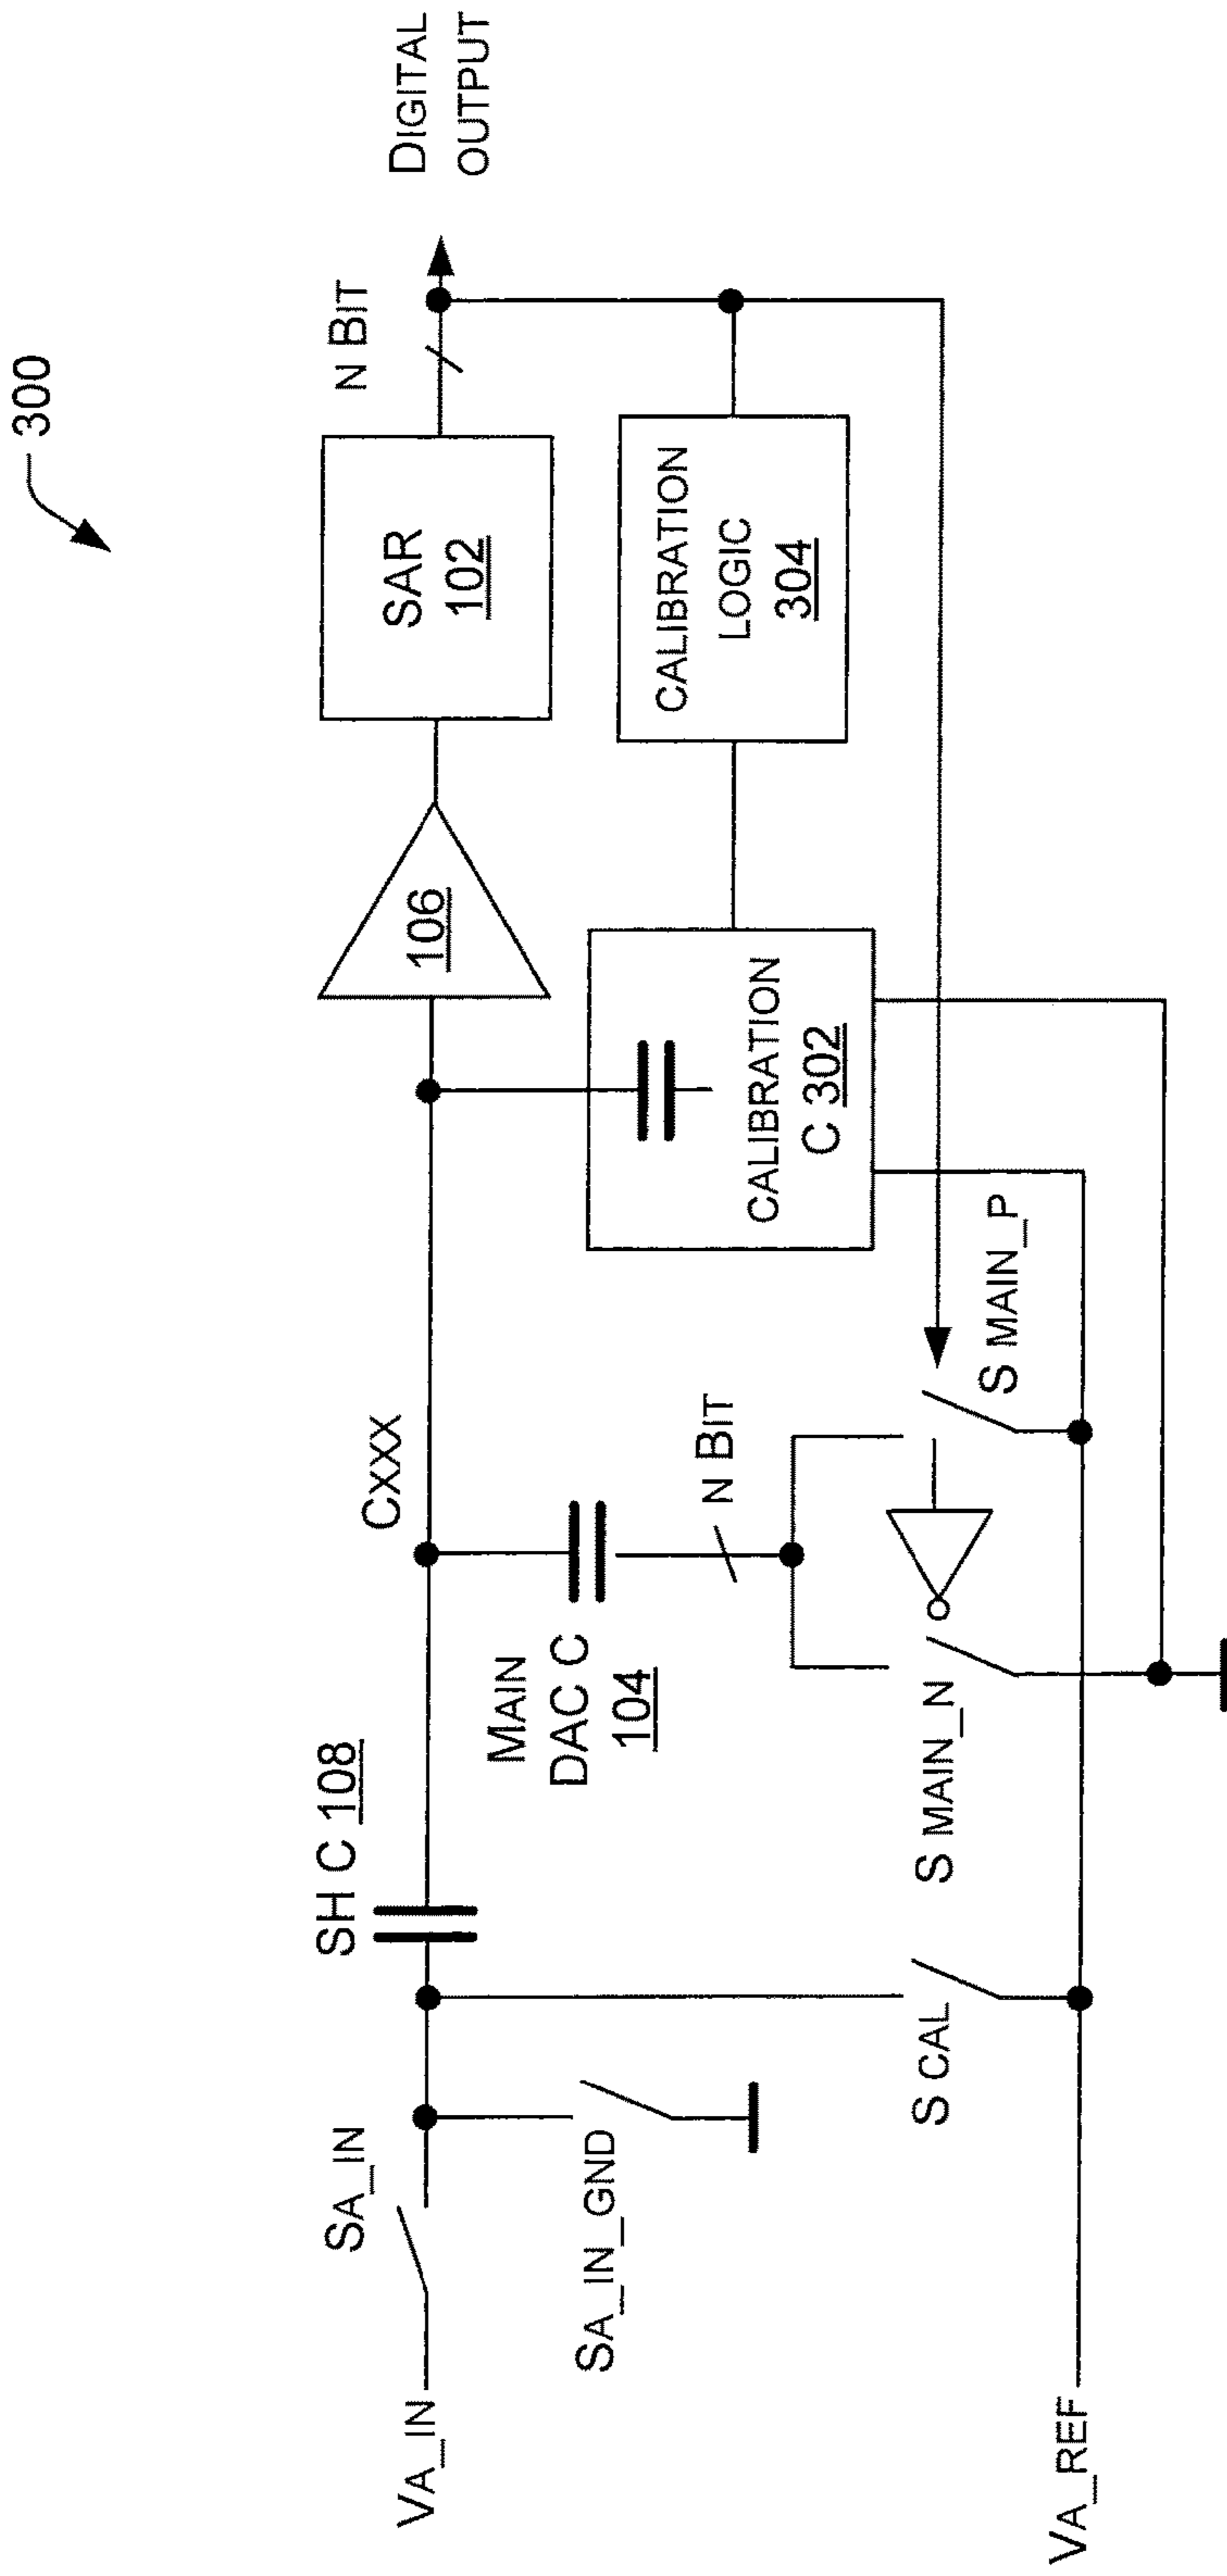 300
DIGITAL
OUTPUT
N BIT
SAR
102
CALIBRATION
LOGIC
304
106
CALIBRATION
C 302
CXXX
N BIT
S MAIN_P
MAIN
DAC C
104
S MAIN_N
SH C 108
S CAL
SA_IN
SA_IN_GND
VA_IN
VA_REF